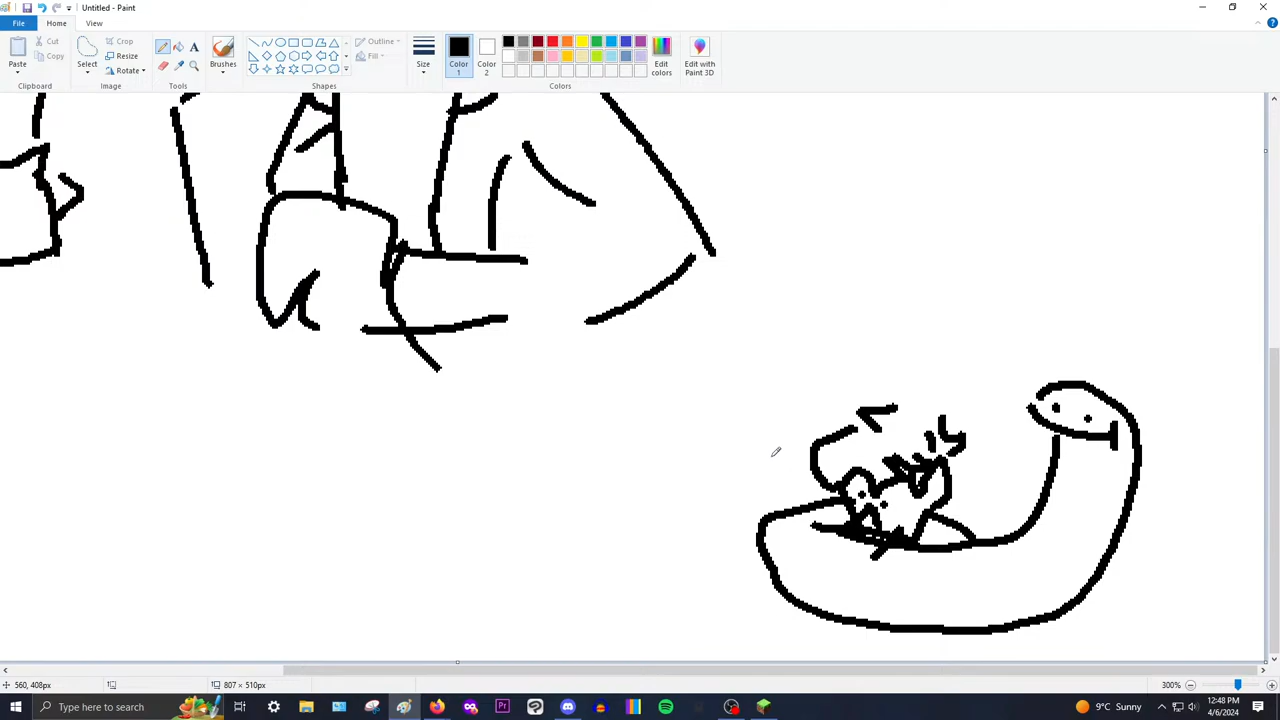 Untitled - Paint
File Home View
Paste
Cut
Copy
Clipboard
Select
Crop
Resize
Rotate
Image
A
Tools
Brushes
Outline
Fill
Shapes
Size
Color 1
Color 2
Edit colors
Colors
Edit with Paint 3D
560, 408px
807 × 510px
300%
Type here to search
Pr
9°C Sunny
12:48 PM
4/6/2024